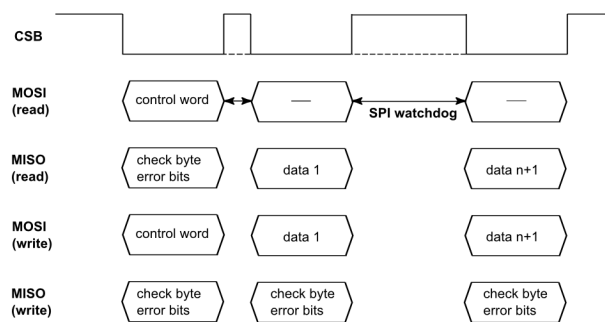 CSB
MOSI
(read)
control word
—
SPI watchdog
—
MISO
(read)
check byte
error bits
data 1
data n+1
MOSI
(write)
control word
data 1
data n+1
MISO
(write)
check byte
error bits
check byte
error bits
check byte
error bits